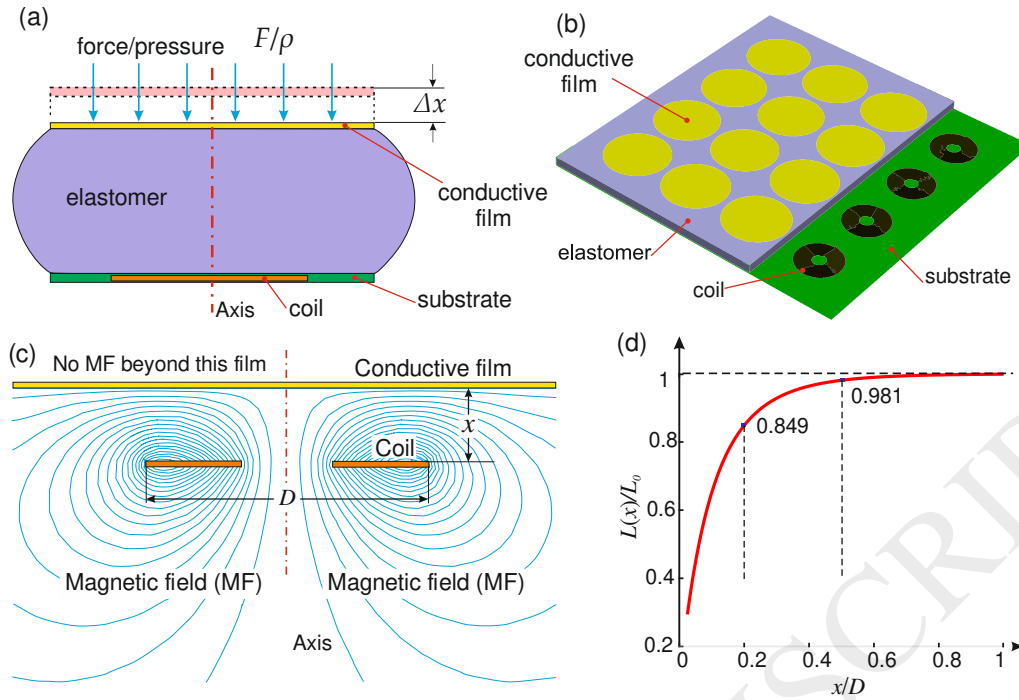 (a)
force/pressure
F/ρ
Δx
elastomer
conductive
film
substrate
coil
Axis
(b)
conductive
film
elastomer
coil
substrate
(c)
No MF beyond this film
Conductive film
x
Coil
D
Magnetic field (MF)
Magnetic field (MF)
Axis
(d)
1
0.981
0.849
0.8
0.6
0.4
0.2
L(x)/Lₒ
0
0.2
0.4
0.6
0.8
1
x/D
SCRI